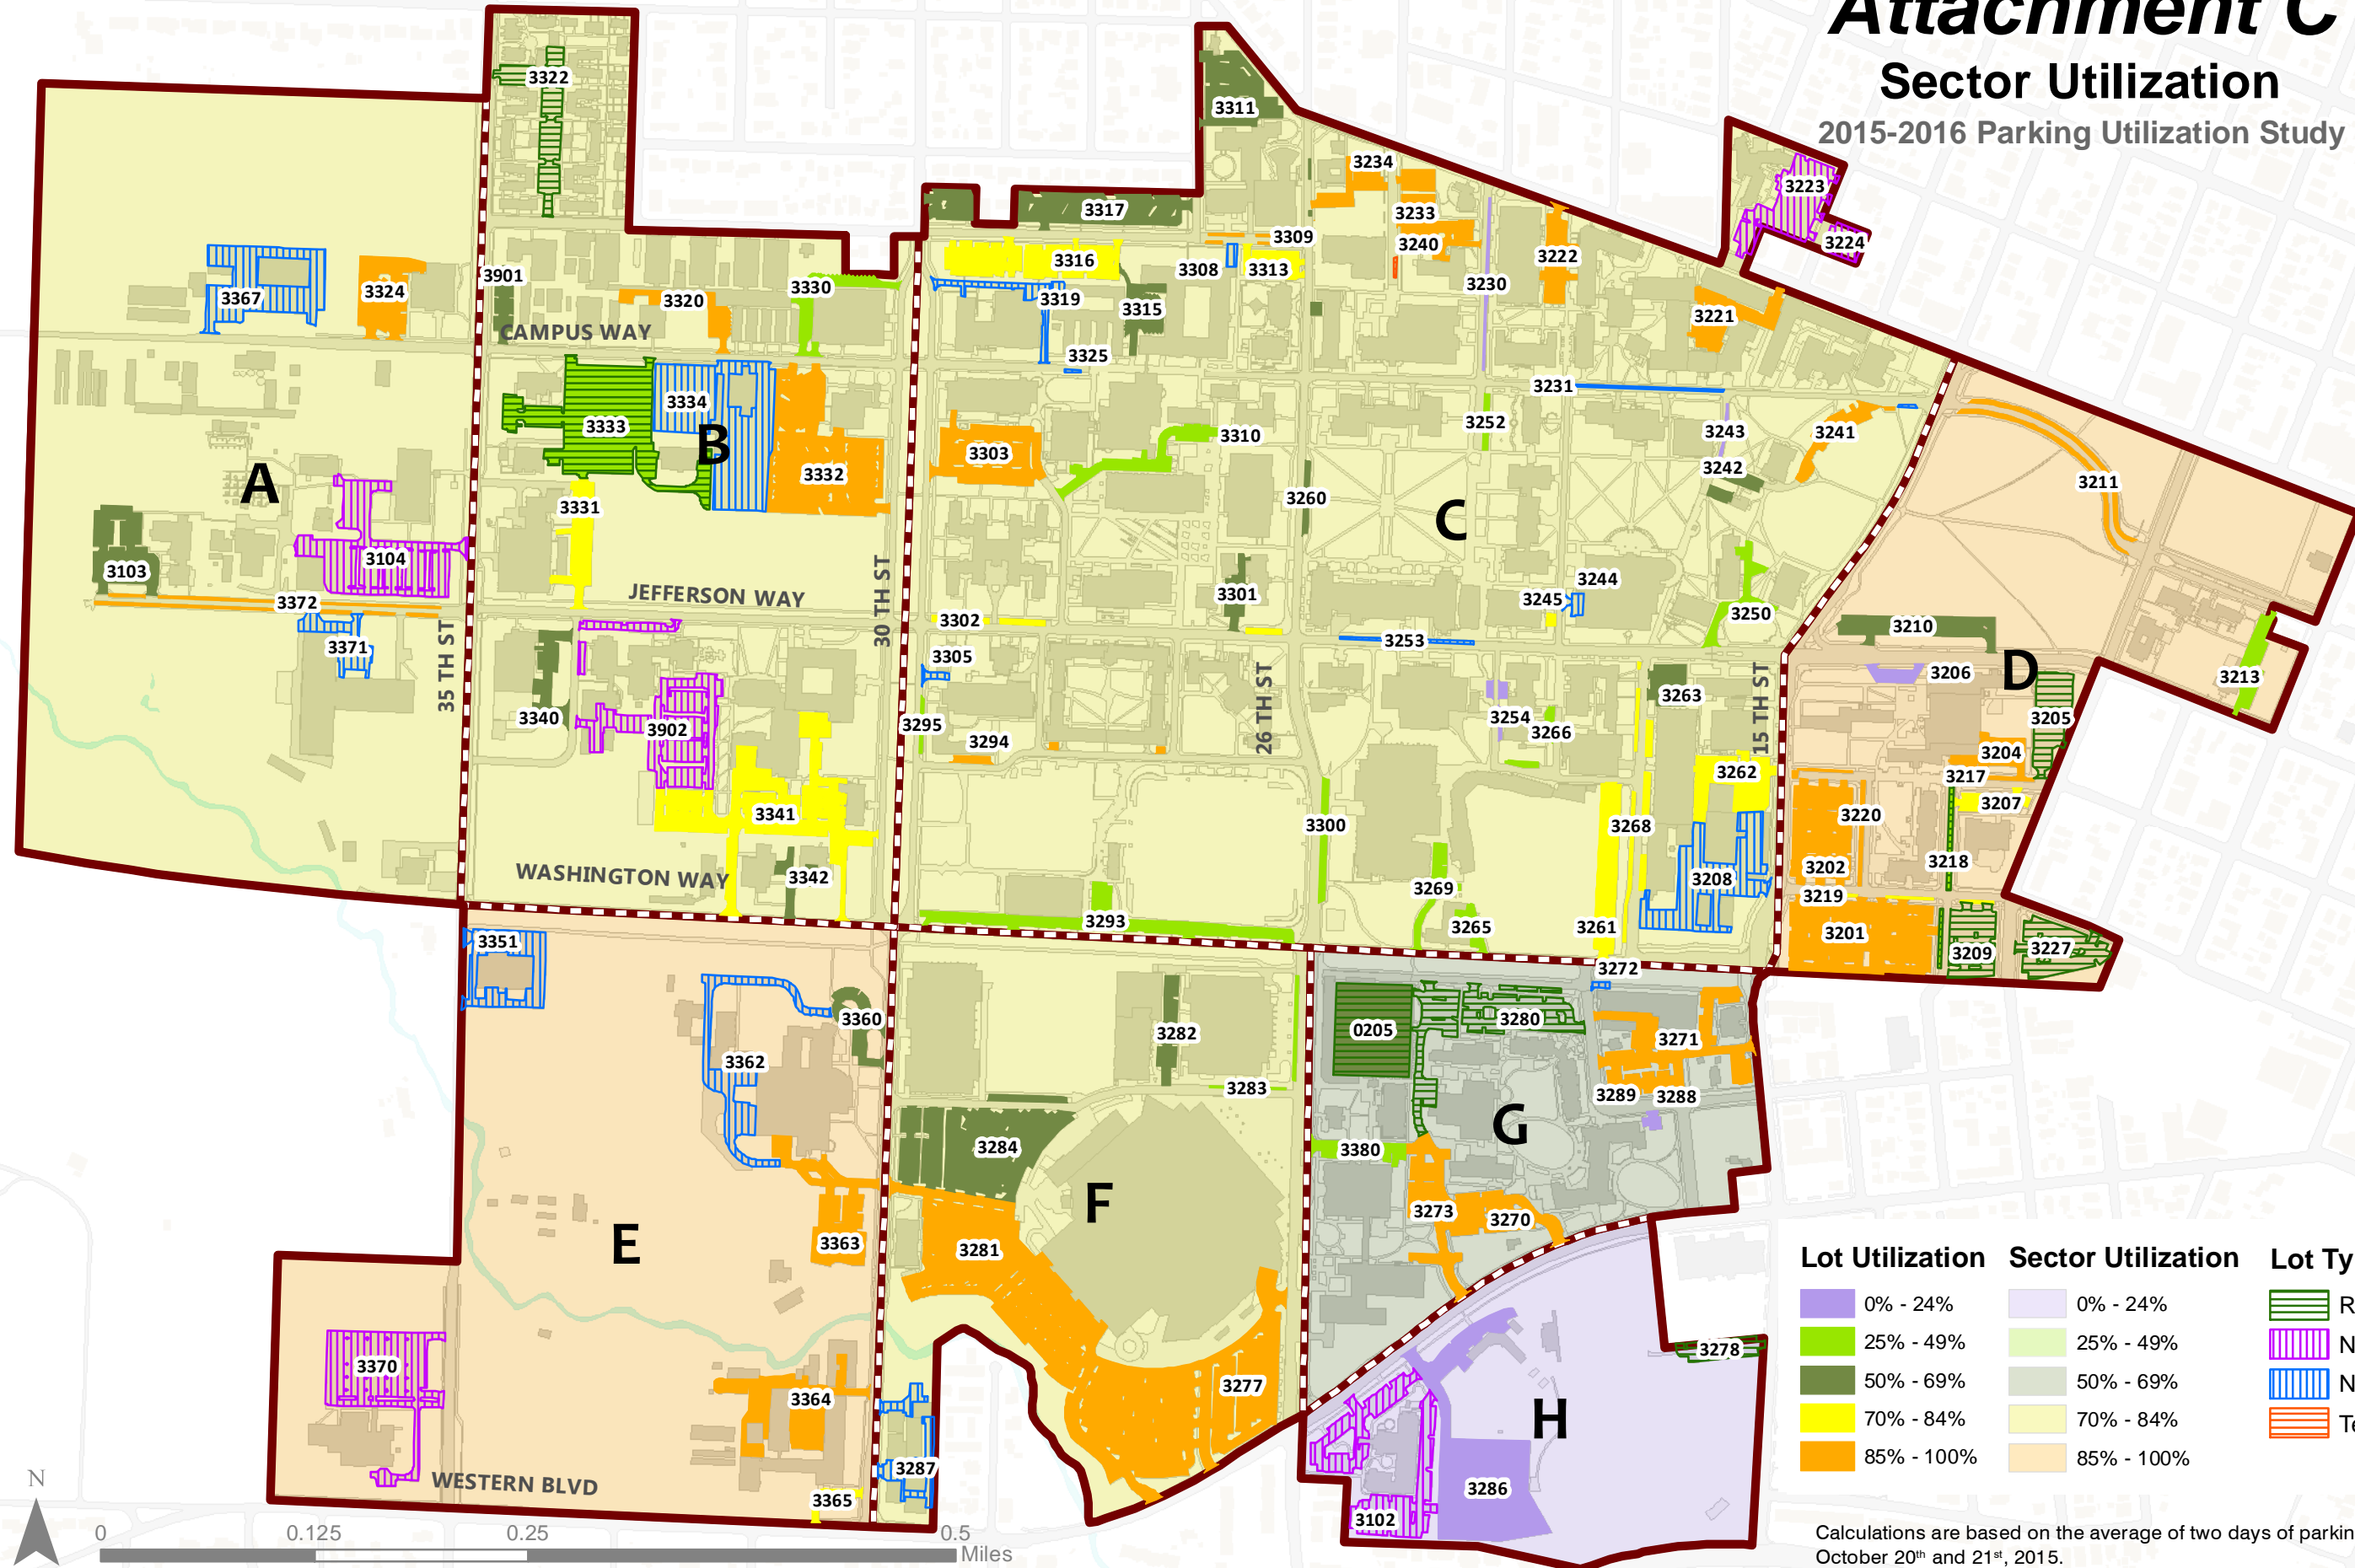 Attachment C
Sector Utilization
2015-2016 Parking Utilization Study
3322
3311
3234
3223
3317
3233
3224
3309
3240
3316
3222
3308
3313
3901
3230
3367
3324
3330
3320
3319
3315
3221
CAMPUS WAY
3325
3231
3334
3252
3333
B
3310
3243
3241
3303
3242
3332
A
3211
3260
C
3331
30 TH ST
3103
3104
3244
3301
3245
3372
JEFFERSON WAY
3302
3250
3210
3253
3371
3305
35 TH ST
26 TH ST
15 TH ST
D
3206
3213
3263
3340
3902
3295
3254
3205
3294
3266
3204
3262
3217
3207
3341
3300
3268
3220
3218
WASHINGTON WAY
3342
3269
3208
3202
3219
3293
3265
3261
3201
3351
3209
3227
3272
3360
0205
3280
3282
3271
3362
3283
3289
3288
3284
G
3380
F
E
3273
3270
3363
3281
3278
3370
3277
3364
H
3287
3286
WESTERN BLVD
3365
3102
Lot Utilization
0% - 24%
25% - 49%
50% - 69%
70% - 84%
85% - 100%
Sector Utilization
0% - 24%
25% - 49%
50% - 69%
70% - 84%
85% - 100%
Lot Ty
R
N
N
Te
N
0
0.125
0.25
0.5
Miles
Calculations are based on the average of two days of parkin
October 20th and 21st, 2015.